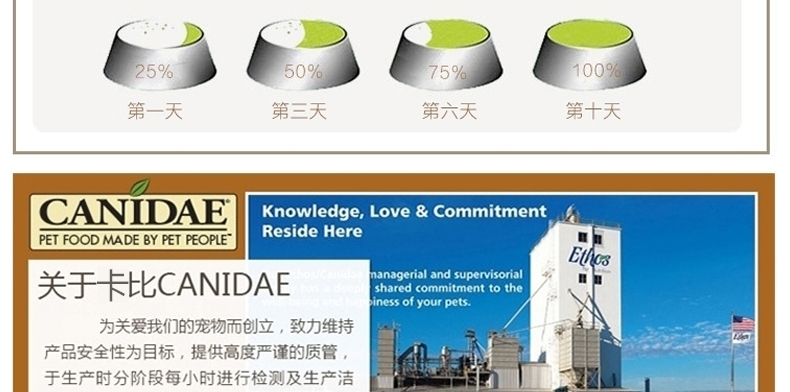 25%
50%
75%
100%
第一天
第三天
第六天
第十天
CANIDAE
PET FOOD MADE BY PET PEOPLE™
Knowledge, Love & Commitment
Reside Here
managerial and supervisorial
shared commitment to the
of your pets.
Ethos
关于卡比CANIDAE
为关爱我们的宠物而创立，致力维持
产品安全性为目标，提供高度严谨的质管，
于生产时分阶段每小时进行检测及生产洁